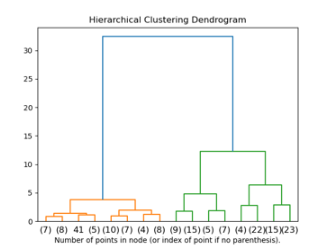 Hierarchical Clustering Dendrogram
30
25
20
15
10
5
0
(7) (8) 41 (5) (10) (7) (4) (8) (9) (15) (5) (7) (4) (22)(15)(23)
Number of points in node (or index of point if no parenthesis).